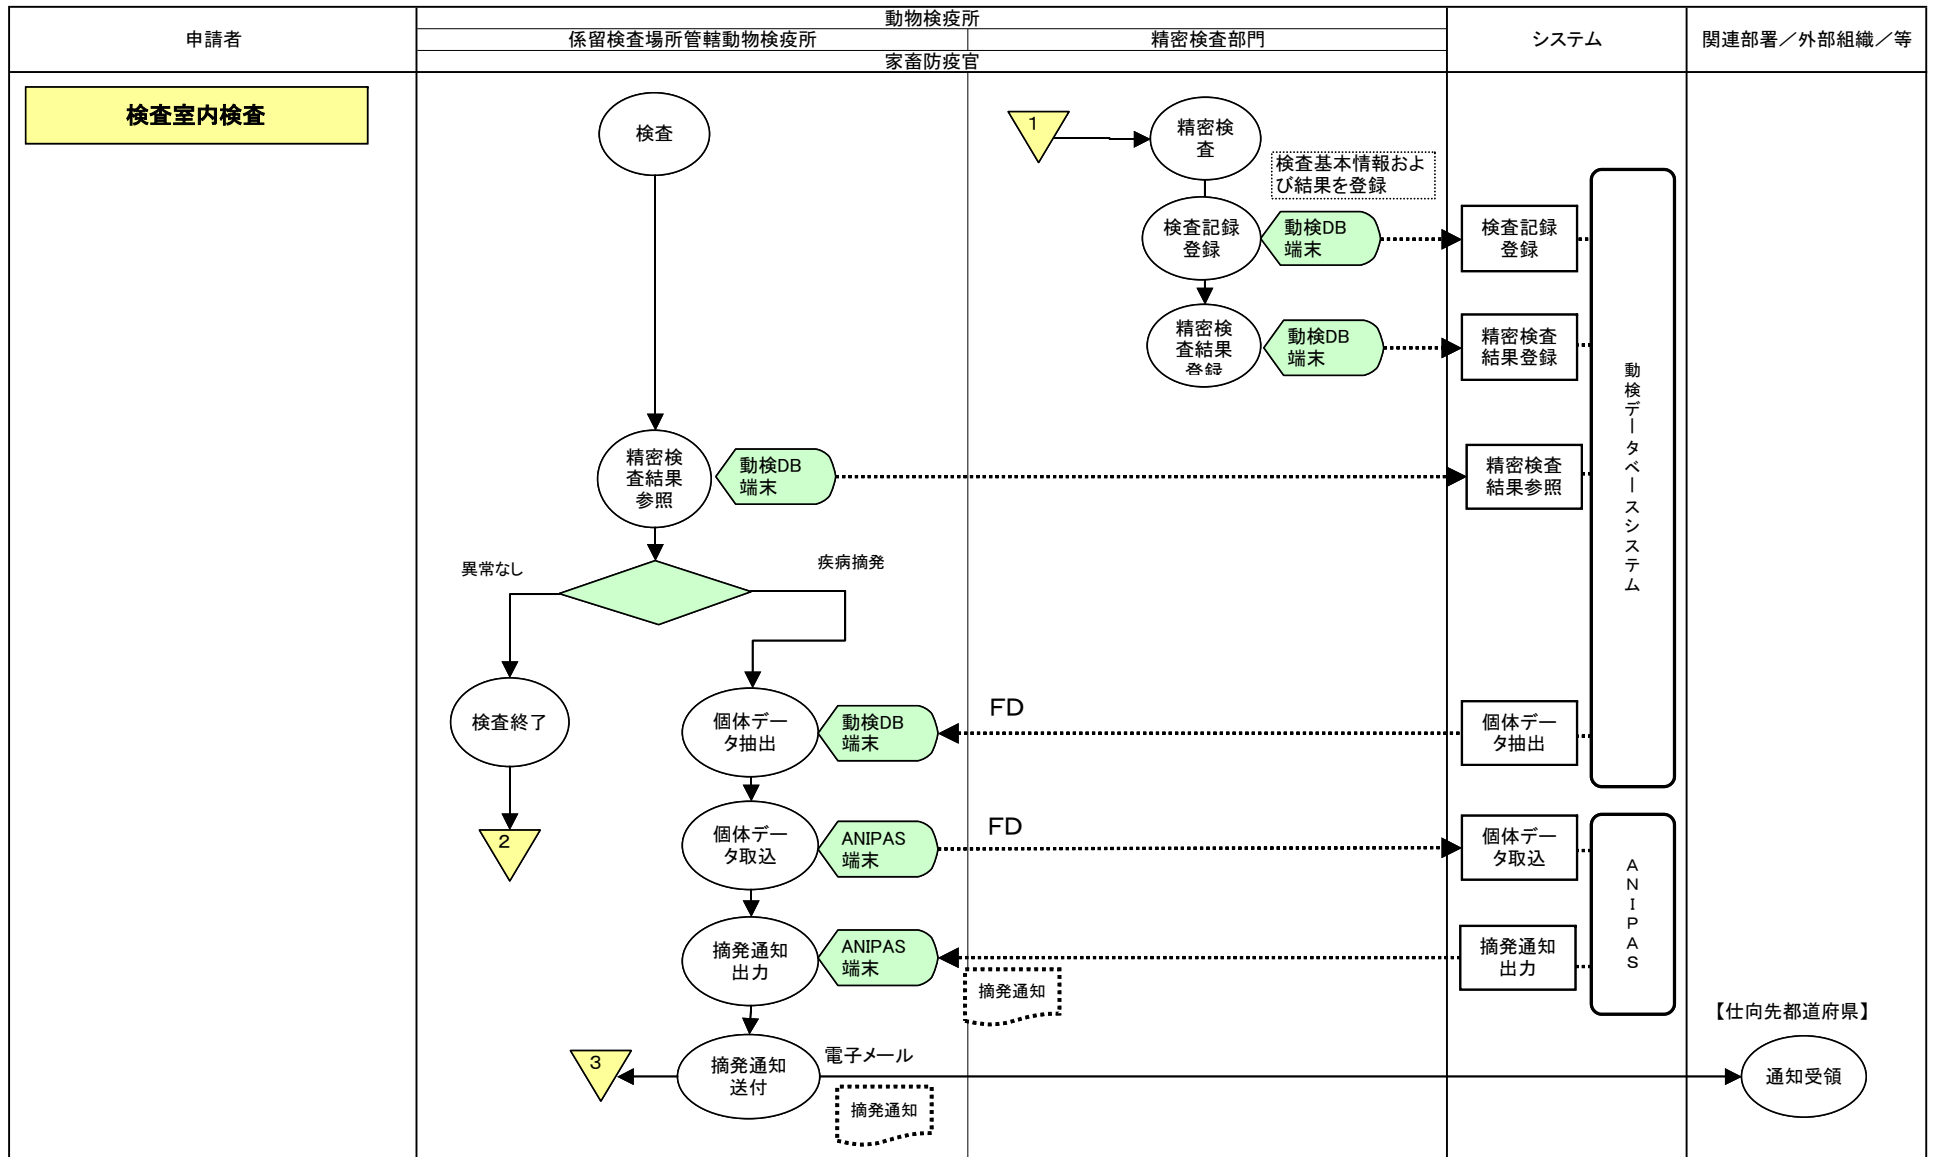 動物検疫所
申請者
係留検査場所管轄動物検疫所
精密検査部門
システム
関連部署／外部組織／等
家畜防疫官
検査室内検査
検査
1
精密検
査
検査基本情報およ
び結果を登録
検査記録
登録
動検DB
端末
検査記録
登録
精密検
査結果
登録
動検DB
端末
精密検査
結果登録
動検データベースシステム
精密検
査結果
参照
動検DB
端末
精密検査
結果参照
異常なし
疾病摘発
検査終了
個体デー
タ抽出
動検DB
端末
FD
個体デー
タ抽出
2
個体デー
タ取込
ANIPAS
端末
FD
個体デー
タ取込
ANIPAS
摘発通知
出力
ANIPAS
端末
摘発通知
摘発通知
出力
【仕向先都道府県】
3
摘発通知
送付
電子メール
摘発通知
通知受領